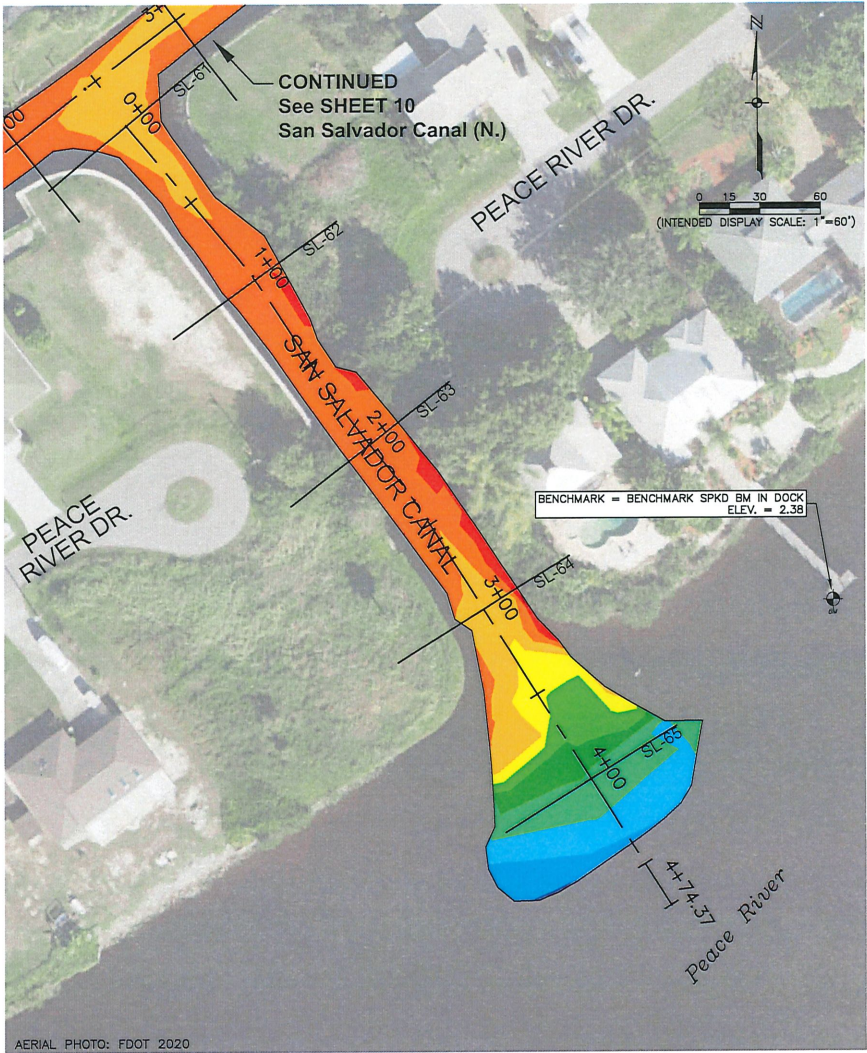 3+
00
0+00
SL-61
CONTINUED
See SHEET 10
San Salvador Canal (N.)
PEACE RIVER DR.
N
0 15 30 60
(INTENDED DISPLAY SCALE: 1"=60')
1+00
SL-62
SAN SALVADOR CANAL
2+00
SL-63
PEACE
RIVER DR.
BENCHMARK = BENCHMARK SPKD BM IN DOCK
ELEV. = 2.38
3+00
SL-64
4+00
SL-65
4+74.37
Peace River
AERIAL PHOTO: FDOT 2020